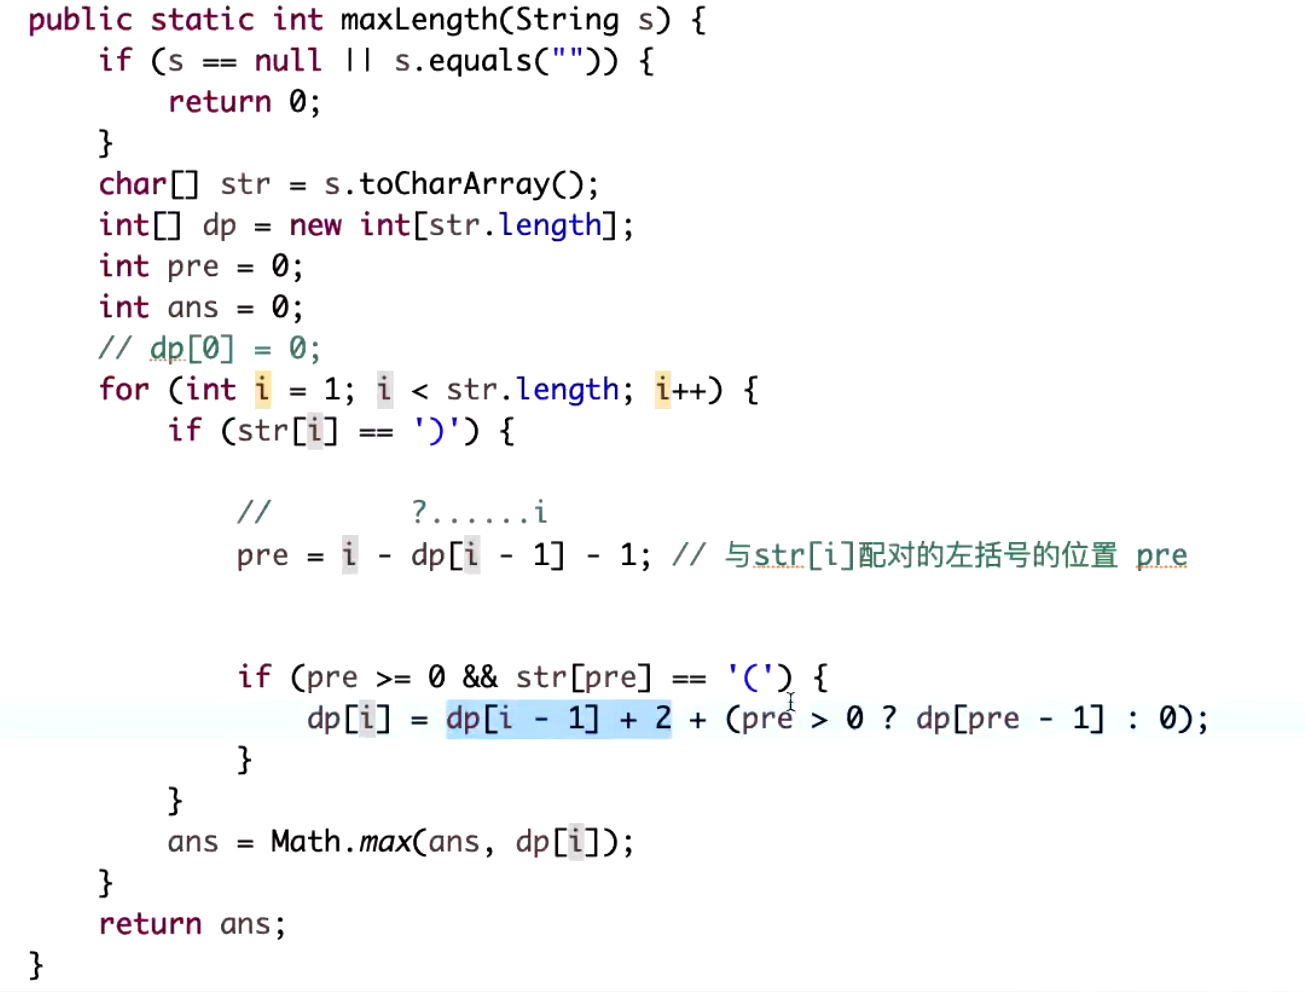 public static int maxLength(String s) {
    if (s == null || s.equals("")) {
        return 0;
    }
    char[] str = s.toCharArray();
    int[] dp = new int[str.length];
    int pre = 0;
    int ans = 0;
    // dp[0] = 0;
    for (int i = 1; i < str.length; i++) {
        if (str[i] == ')') {
            //        ?......i
            pre = i - dp[i - 1] - 1; // 与str[i]配对的左括号的位置 pre
            if (pre >= 0 && str[pre] == '(') {
                dp[i] = dp[i - 1] + 2 + (pre > 0 ? dp[pre - 1] : 0);
            }
        }
        ans = Math.max(ans, dp[i]);
    }
    return ans;
}